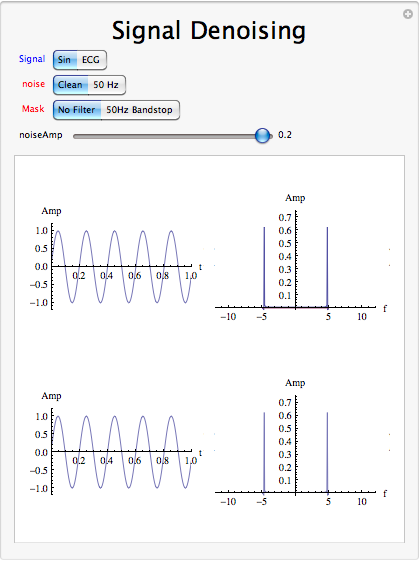 Signal Denoising
Signal Sin ECG
noise Clean 50 Hz
Mask No Filter 50Hz Bandstop
noiseAmp 0.2
Amp
1.0
0.5
0.0
-0.5
-1.0
0.2 0.4 0.6 0.8 1.0 t
Amp
0.7
0.6
0.5
0.4
0.3
0.2
0.1
-10 -5 5 10 f
Amp
1.0
0.5
0.0
-0.5
-1.0
0.2 0.4 0.6 0.8 1.0 t
Amp
0.7
0.6
0.5
0.4
0.3
0.2
0.1
-10 -5 5 10 f